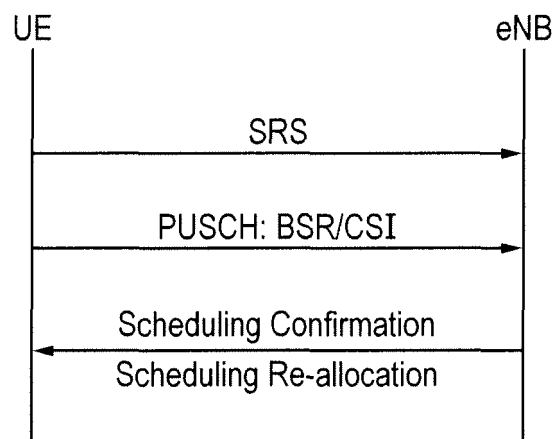 UE eNB
SRS
PUSCH: BSR/CSI
Scheduling Confirmation
Scheduling Re-allocation